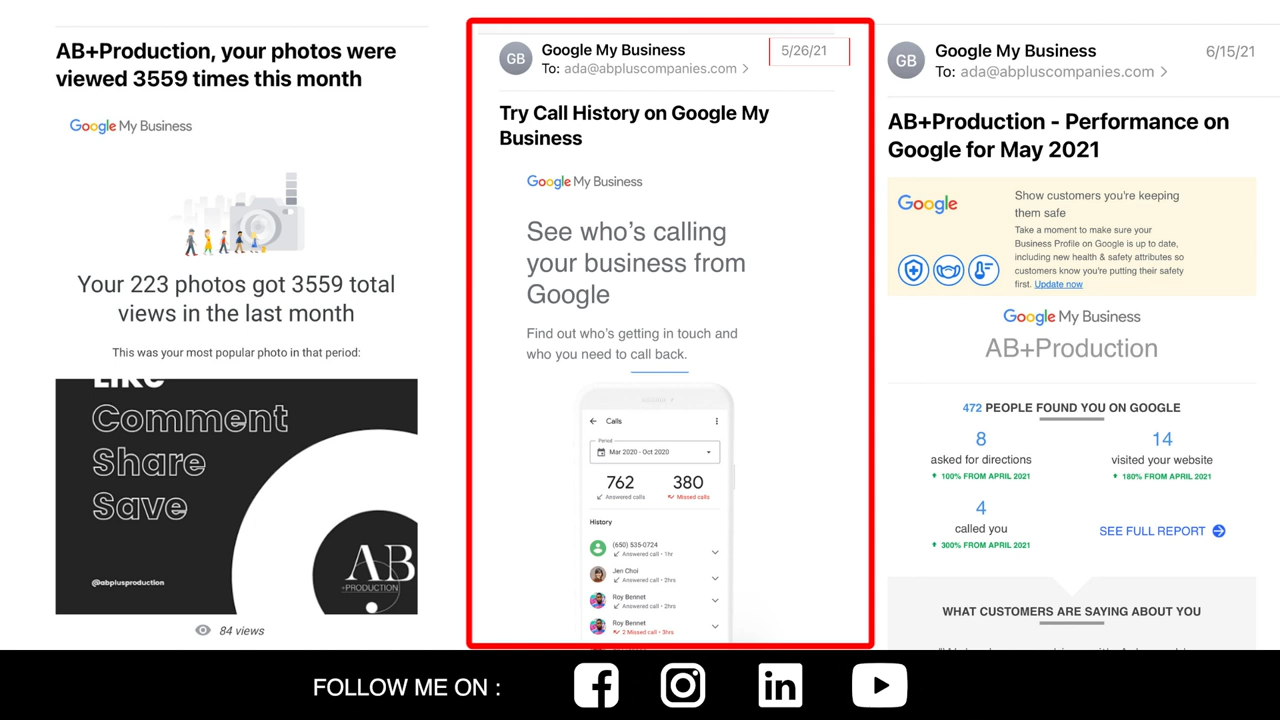 AB+Production, your photos were
viewed 3559 times this month
Google My Business
Your 223 photos got 3559 total
views in the last month
This was your most popular photo in that period:
Like
Comment
Share
Save
@abplusproduction
AB
+PRODUCTION
84 views
GB
Google My Business
5/26/21
To: ada@abpluscompanies.com >
Try Call History on Google My
Business
Google My Business
See who's calling
your business from
Google
Find out who's getting in touch and
who you need to call back.
Calls
Period
Mar 2020 - Oct 2020
762
380
Answered calls
Missed calls
History
(650) 535-0724
Answered call • 1hr
Jen Choi
Answered call • 2hrs
Roy Bennet
Answered call • 2hrs
Roy Bennet
2 Missed call • 3hrs
GB
Google My Business
6/15/21
To: ada@abpluscompanies.com >
AB+Production - Performance on
Google for May 2021
Google
Show customers you're keeping
them safe
Take a moment to make sure your
Business Profile on Google is up to date,
including new health & safety attributes so
customers know you're putting their safety
first. Update now
Google My Business
AB+Production
472 PEOPLE FOUND YOU ON GOOGLE
8
14
asked for directions
visited your website
100% FROM APRIL 2021
180% FROM APRIL 2021
4
called you
300% FROM APRIL 2021
SEE FULL REPORT
WHAT CUSTOMERS ARE SAYING ABOUT YOU
FOLLOW ME ON :